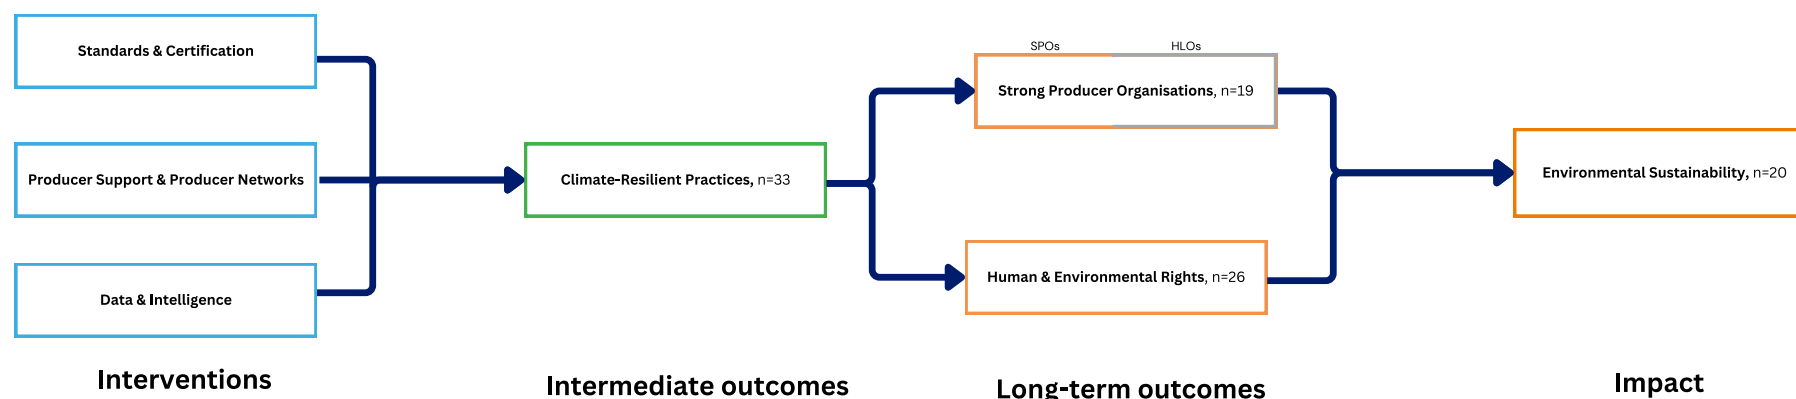 Standards & Certification
Producer Support & Producer Networks
Data & Intelligence
Interventions
Climate-Resilient Practices, n=33
Intermediate outcomes
SPOs
HLOs
Strong Producer Organisations, n=19
Human & Environmental Rights, n=26
Long-term outcomes
Environmental Sustainability, n=20
Impact